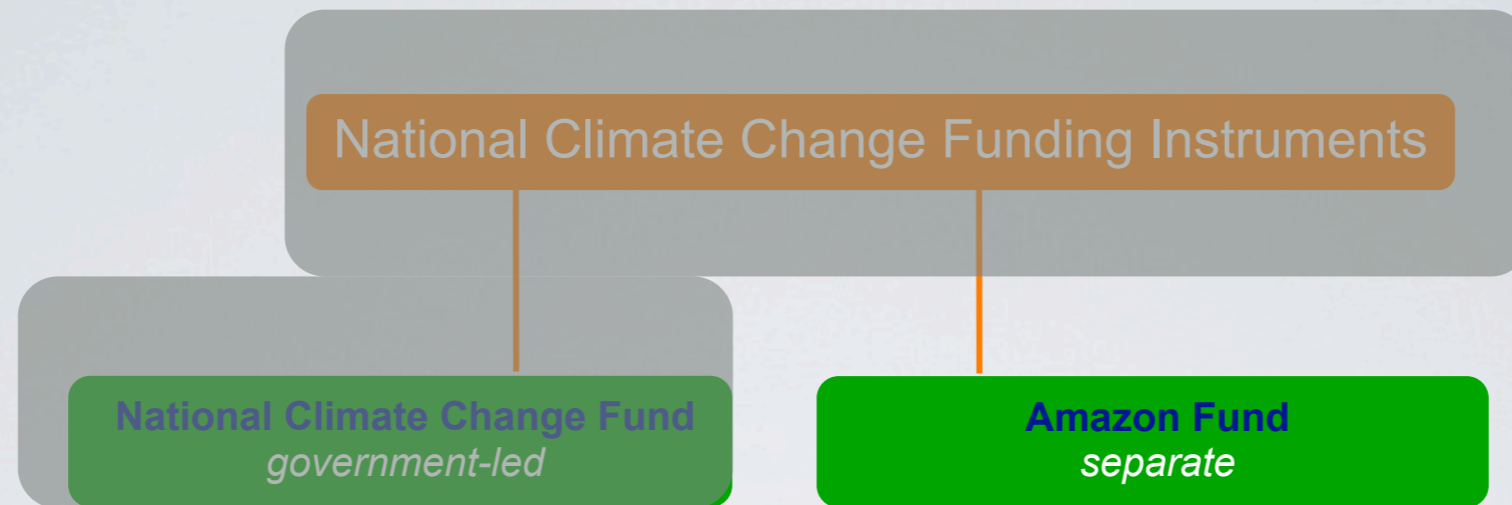 National Climate Change Funding Instruments
National Climate Change Fund
government-led
Amazon Fund
separate